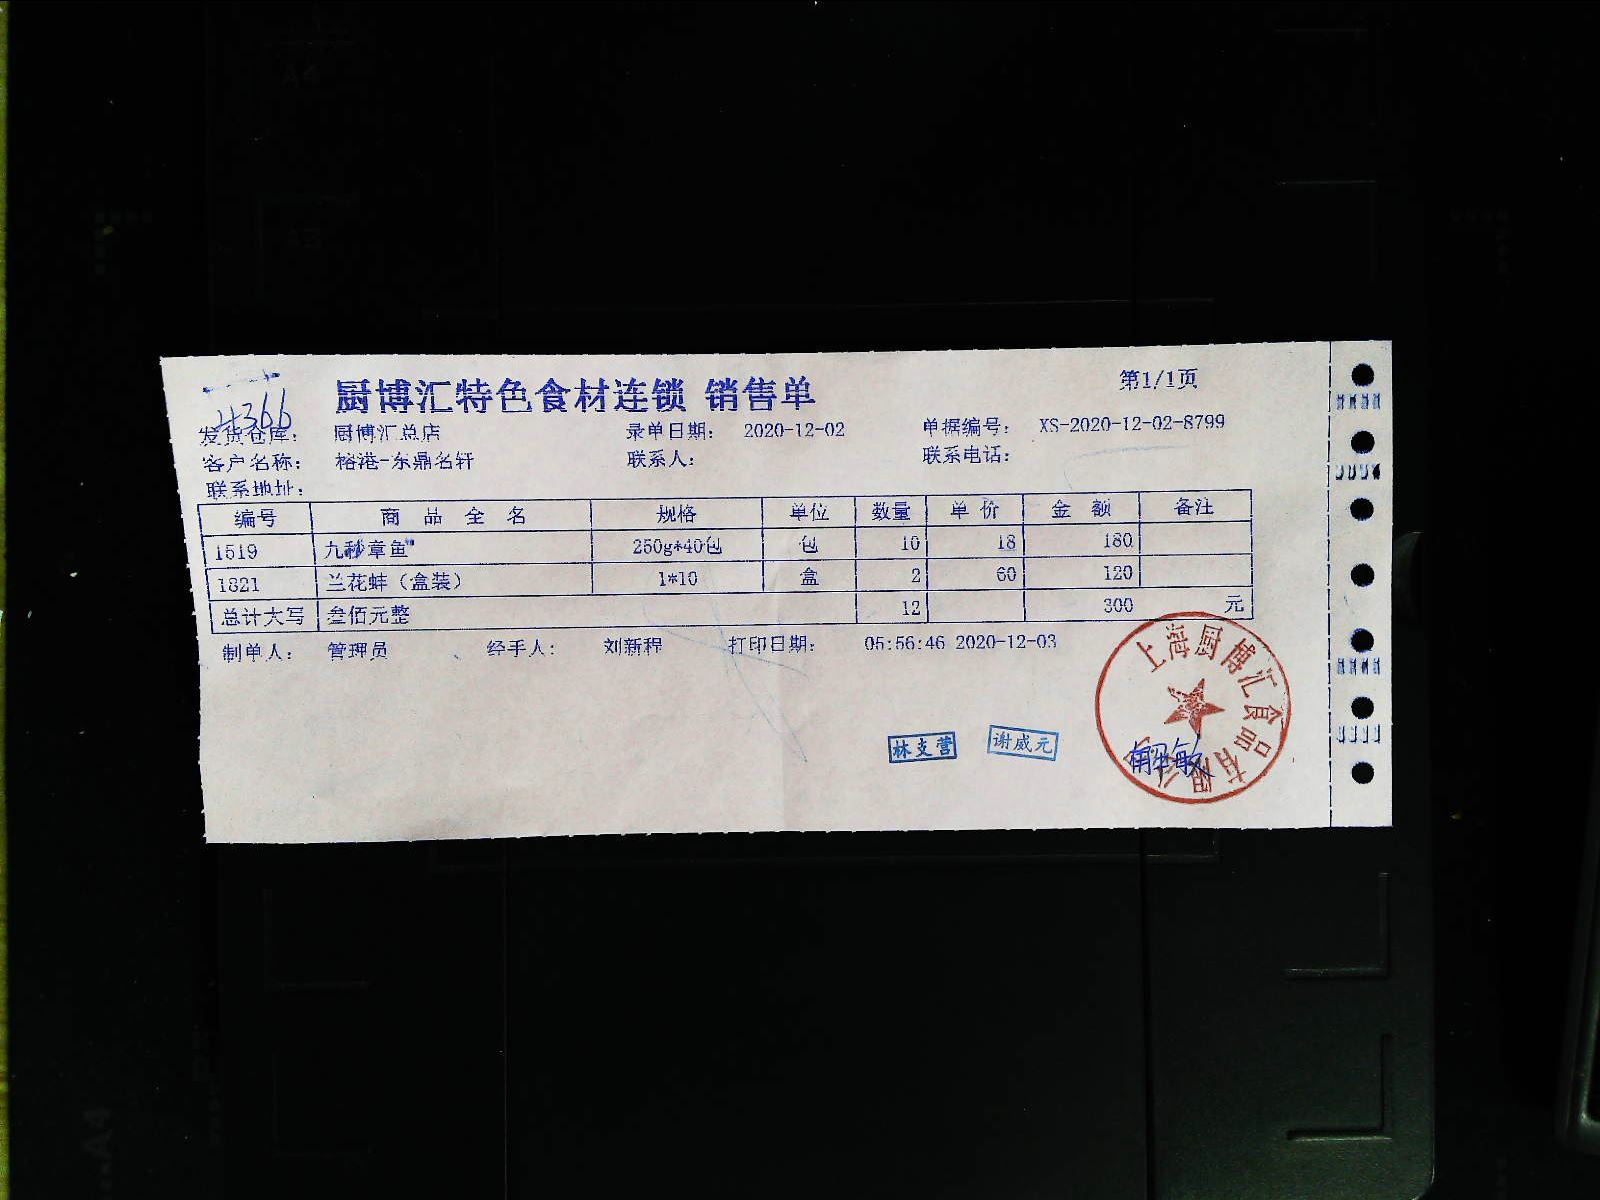 厨博汇特色食材连锁 销售单
第1/1页
4366
发货仓库： 厨博汇总店 录单日期： 2020-12-02 单据编号： XS-2020-12-02-8799
客户名称： 榕港-东鼎名轩 联系人： 联系电话：
联系地址：
编号 商品全名 规格 单位 数量 单价 金额 备注
1519 九秒章鱼 250g*40包 包 10 18 180
1821 兰花蚌（盒装） 1*10 盒 2 60 120
总计大写 叁佰元整 12 300 元
制单人： 管理员 经手人： 刘新程 打印日期： 05:56:46 2020-12-03
上海厨博汇食品有限公司
林支营 谢威元